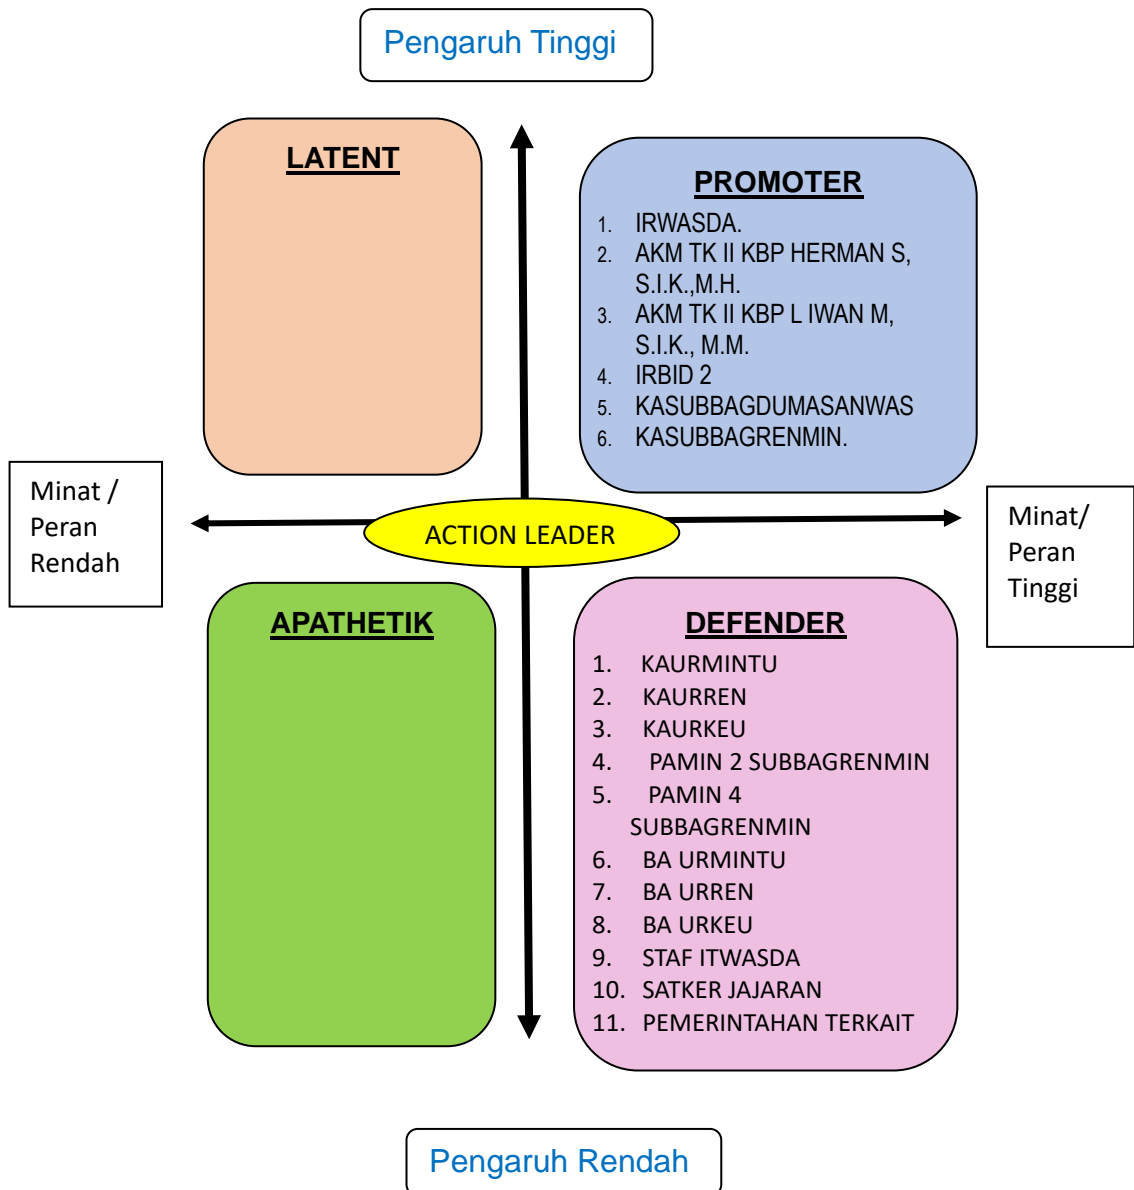 Pengaruh Tinggi
LATENT
PROMOTER
1. IRWASDA.
2. AKM TK II KBP HERMAN S,
S.I.K.,M.H.
3. AKM TK II KBP L IWAN M,
S.I.K., M.M.
4. IRBID 2
5. KASUBBAGDUMASANWAS
6. KASUBBAGRENMIN.
Minat /
Peran
Rendah
ACTION LEADER
Minat/
Peran
Tinggi
APATHETIK
DEFENDER
1. KAURMINTU
2. KAURREN
3. KAURKEU
4. PAMIN 2 SUBBAGRENMIN
5. PAMIN 4
SUBBAGRENMIN
6. BA URMINTU
7. BA URREN
8. BA URKEU
9. STAF ITWASDA
10. SATKER JAJARAN
11. PEMERINTAHAN TERKAIT
Pengaruh Rendah